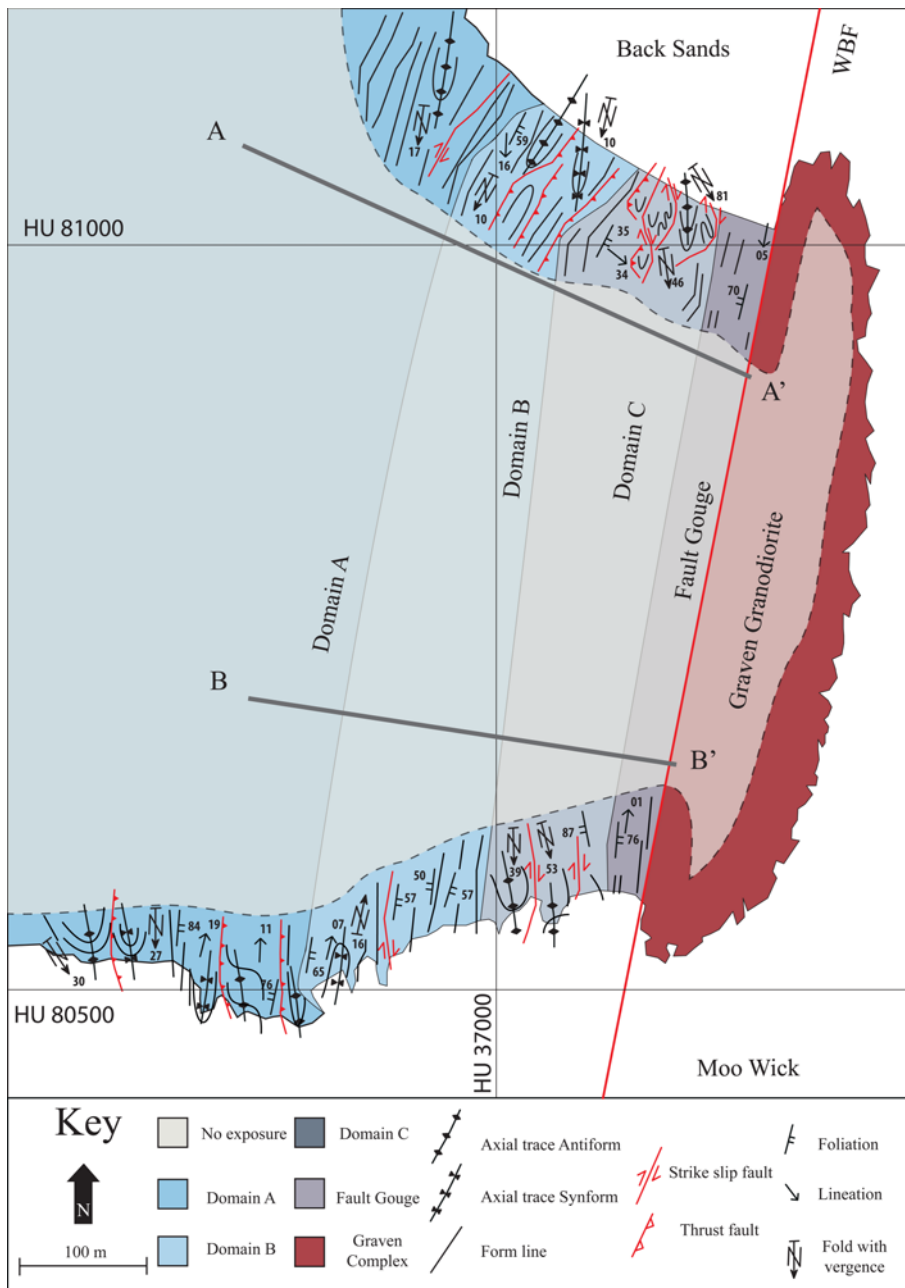 Back Sands
WBF
A
17
59
16
10
10
81
HU 81000
35
34
46
05
70
A'
Domain B
Domain C
Domain A
Fault Gouge
Graven Granodiorite
B
B'
01
87
76
39
53
50
57
57
07
16
65
84
19
11
27
76
30
HU 80500
HU 37000
Moo Wick
Key
N
100 m
No exposure
Domain A
Domain B
Domain C
Fault Gouge
Graven
Complex
Axial trace Antiform
Axial trace Synform
Form line
Strike slip fault
Thrust fault
Foliation
Lineation
Fold with
vergence